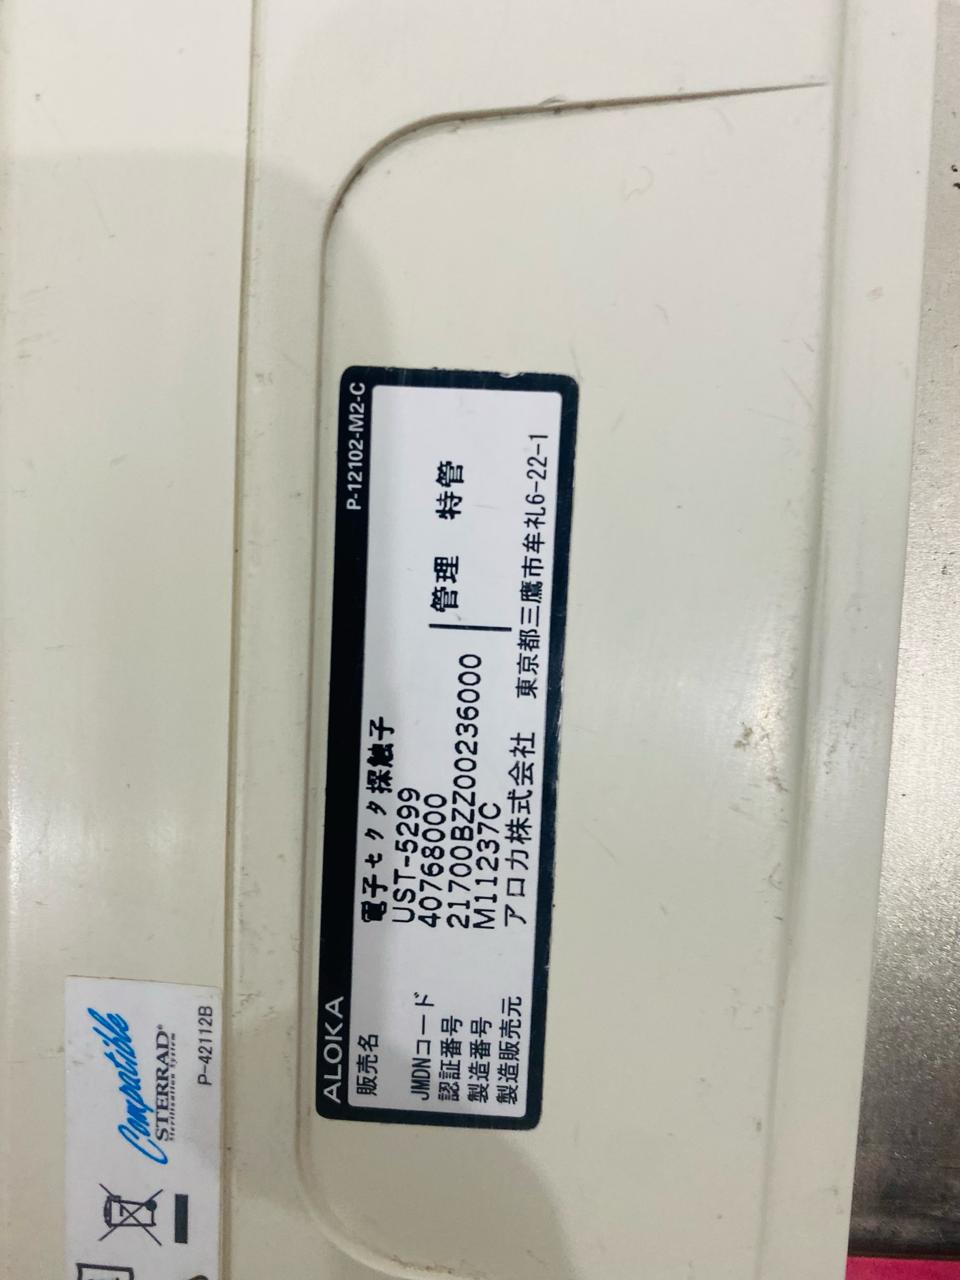 ALOKA P-12102-M2-C
販売名 電子セクタ探触子
UST-5299
JMDNコード 40768000
認証番号 21700BZZ00236000 管理 特管
製造番号 M11237C
製造販売元 アロカ株式会社 東京都三鷹市牟礼6-22-1
Compatible
STERRAD®
Sterilization System
P-42112B